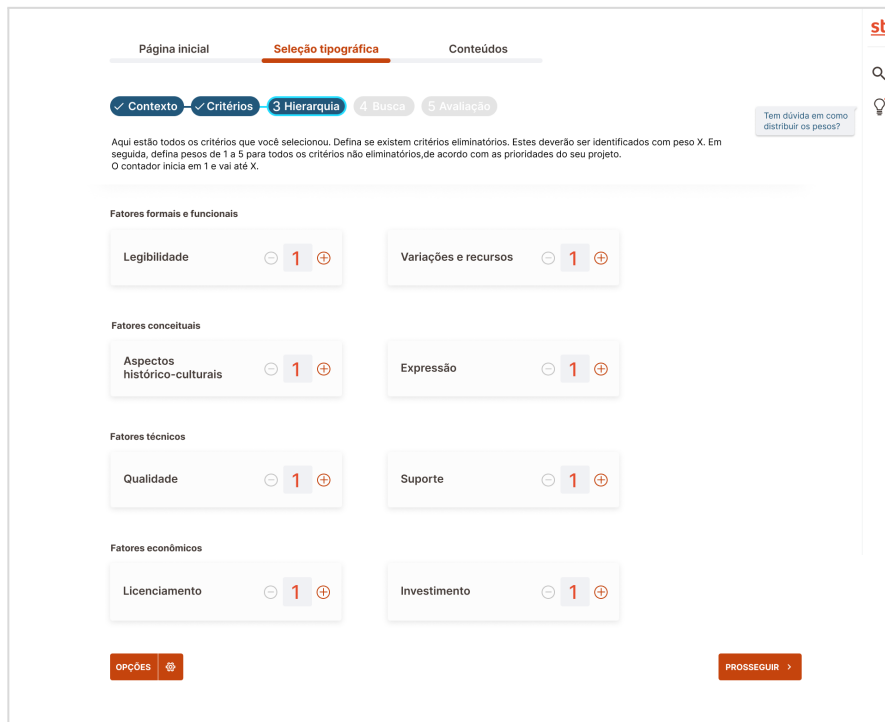 st
Página inicial Seleção tipográfica Conteúdos
Contexto Critérios 3 Hierarquia 4 Busca 5 Avaliação
Tem dúvida em como
distribuir os pesos?
Aqui estão todos os critérios que você selecionou. Defina se existem critérios eliminatórios. Estes deverão ser identificados com peso X. Em
seguida, defina pesos de 1 a 5 para todos os critérios não eliminatórios,de acordo com as prioridades do seu projeto.
O contador inicia em 1 e vai até X.
Fatores formais e funcionais
Legibilidade 1 Variações e recursos 1
Fatores conceituais
Aspectos
histórico-culturais 1 Expressão 1
Fatores técnicos
Qualidade 1 Suporte 1
Fatores econômicos
Licenciamento 1 Investimento 1
OPÇÕES PROSSEGUIR